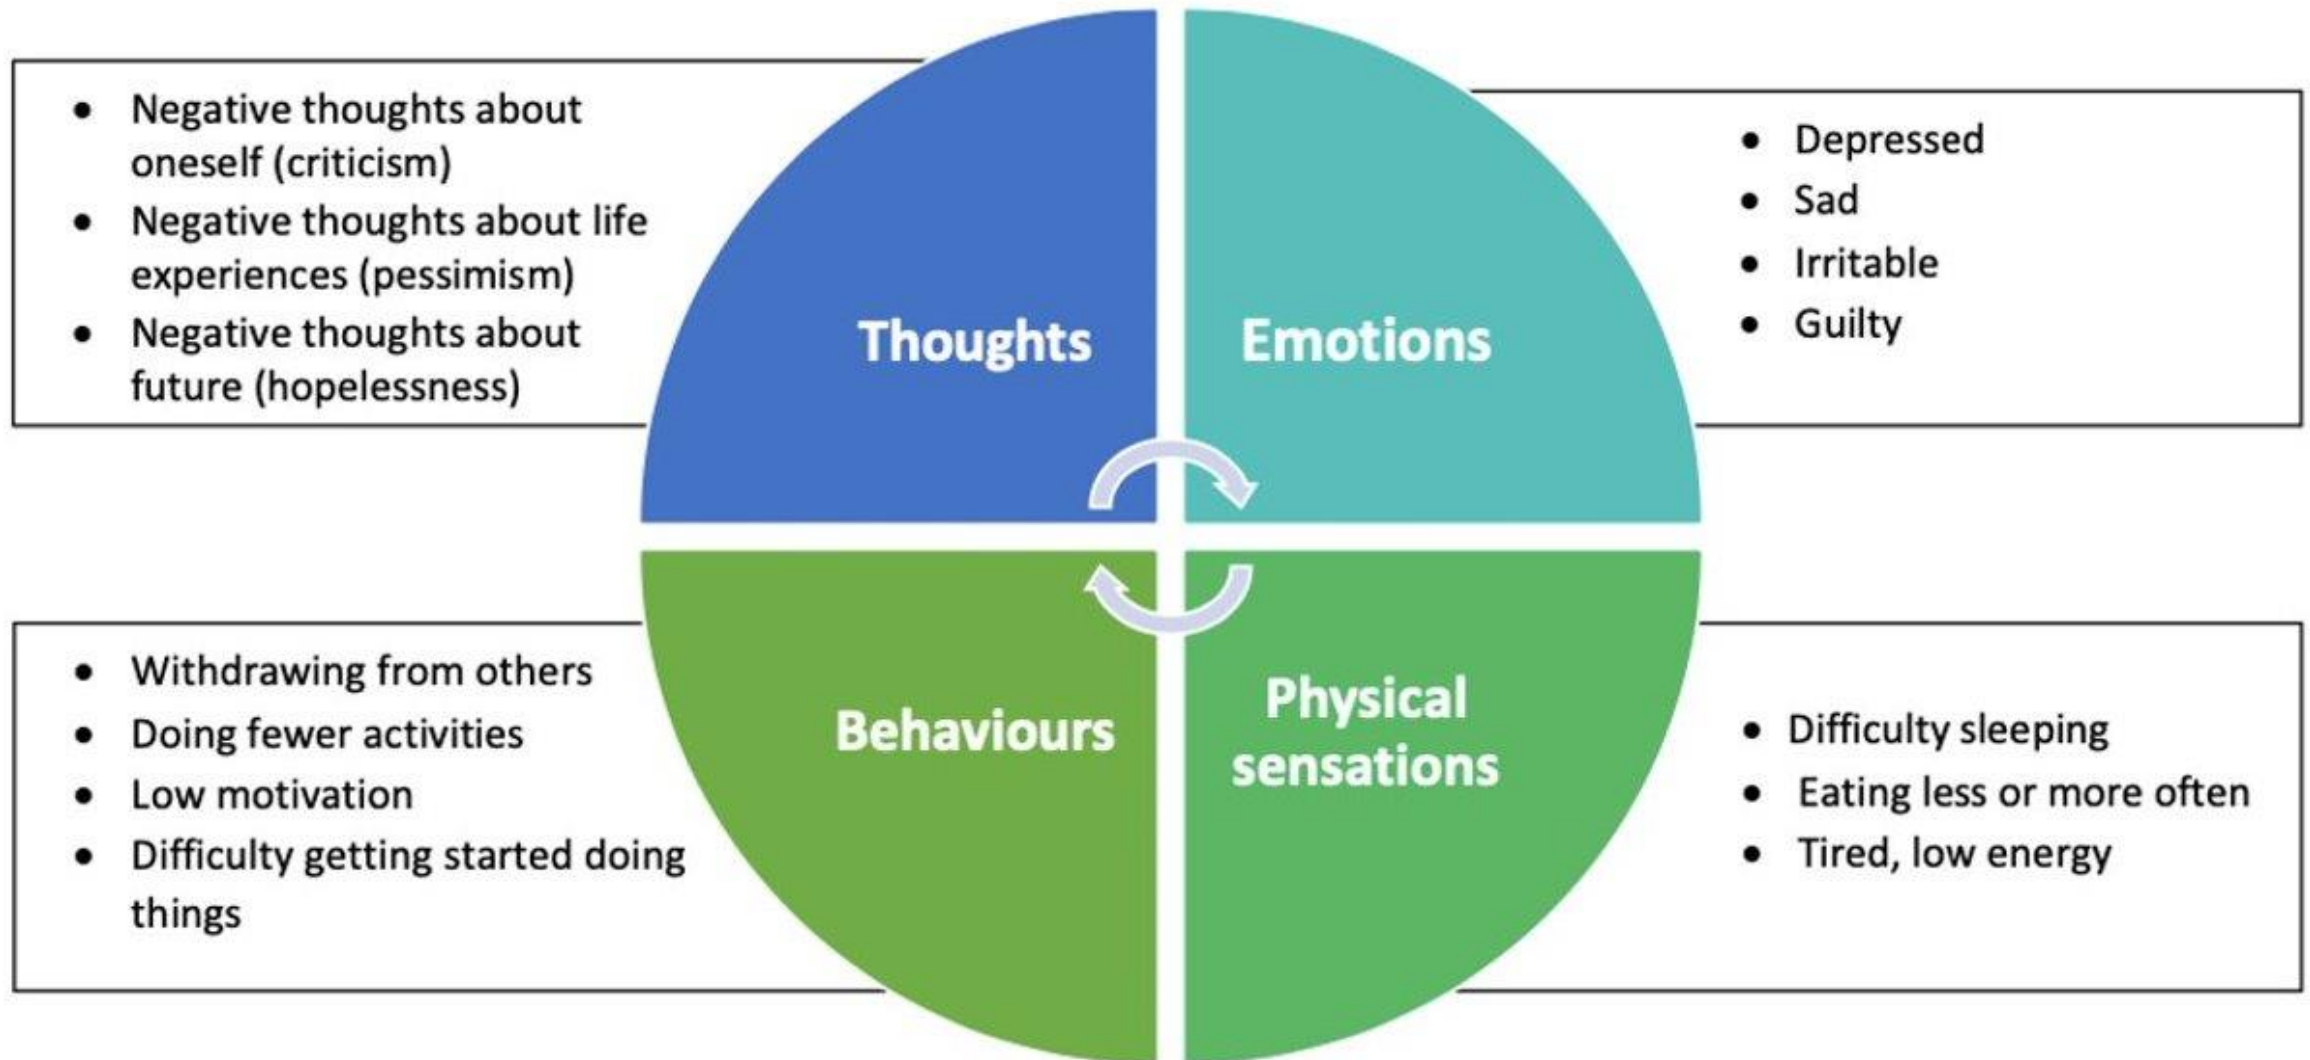 • Negative thoughts about
oneself (criticism)
• Negative thoughts about life
experiences (pessimism)
• Negative thoughts about
future (hopelessness)
Thoughts
Emotions
• Depressed
• Sad
• Irritable
• Guilty
• Withdrawing from others
• Doing fewer activities
• Low motivation
• Difficulty getting started doing
things
Behaviours
Physical
sensations
• Difficulty sleeping
• Eating less or more often
• Tired, low energy